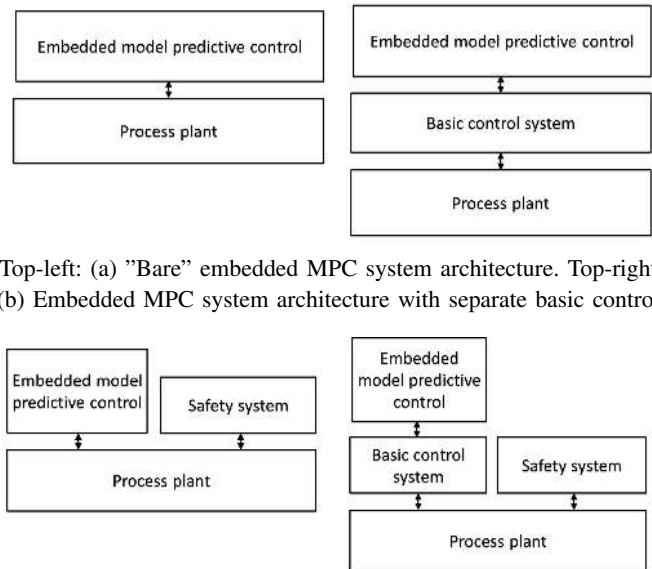 Embedded model predictive control
Process plant
Embedded model predictive control
Basic control system
Process plant
Top-left: (a) ”Bare” embedded MPC system architecture. Top-right
(b) Embedded MPC system architecture with separate basic contro
Embedded model
predictive control
Safety system
Process plant
Embedded
model predictive
control
Basic control
system
Safety system
Process plant